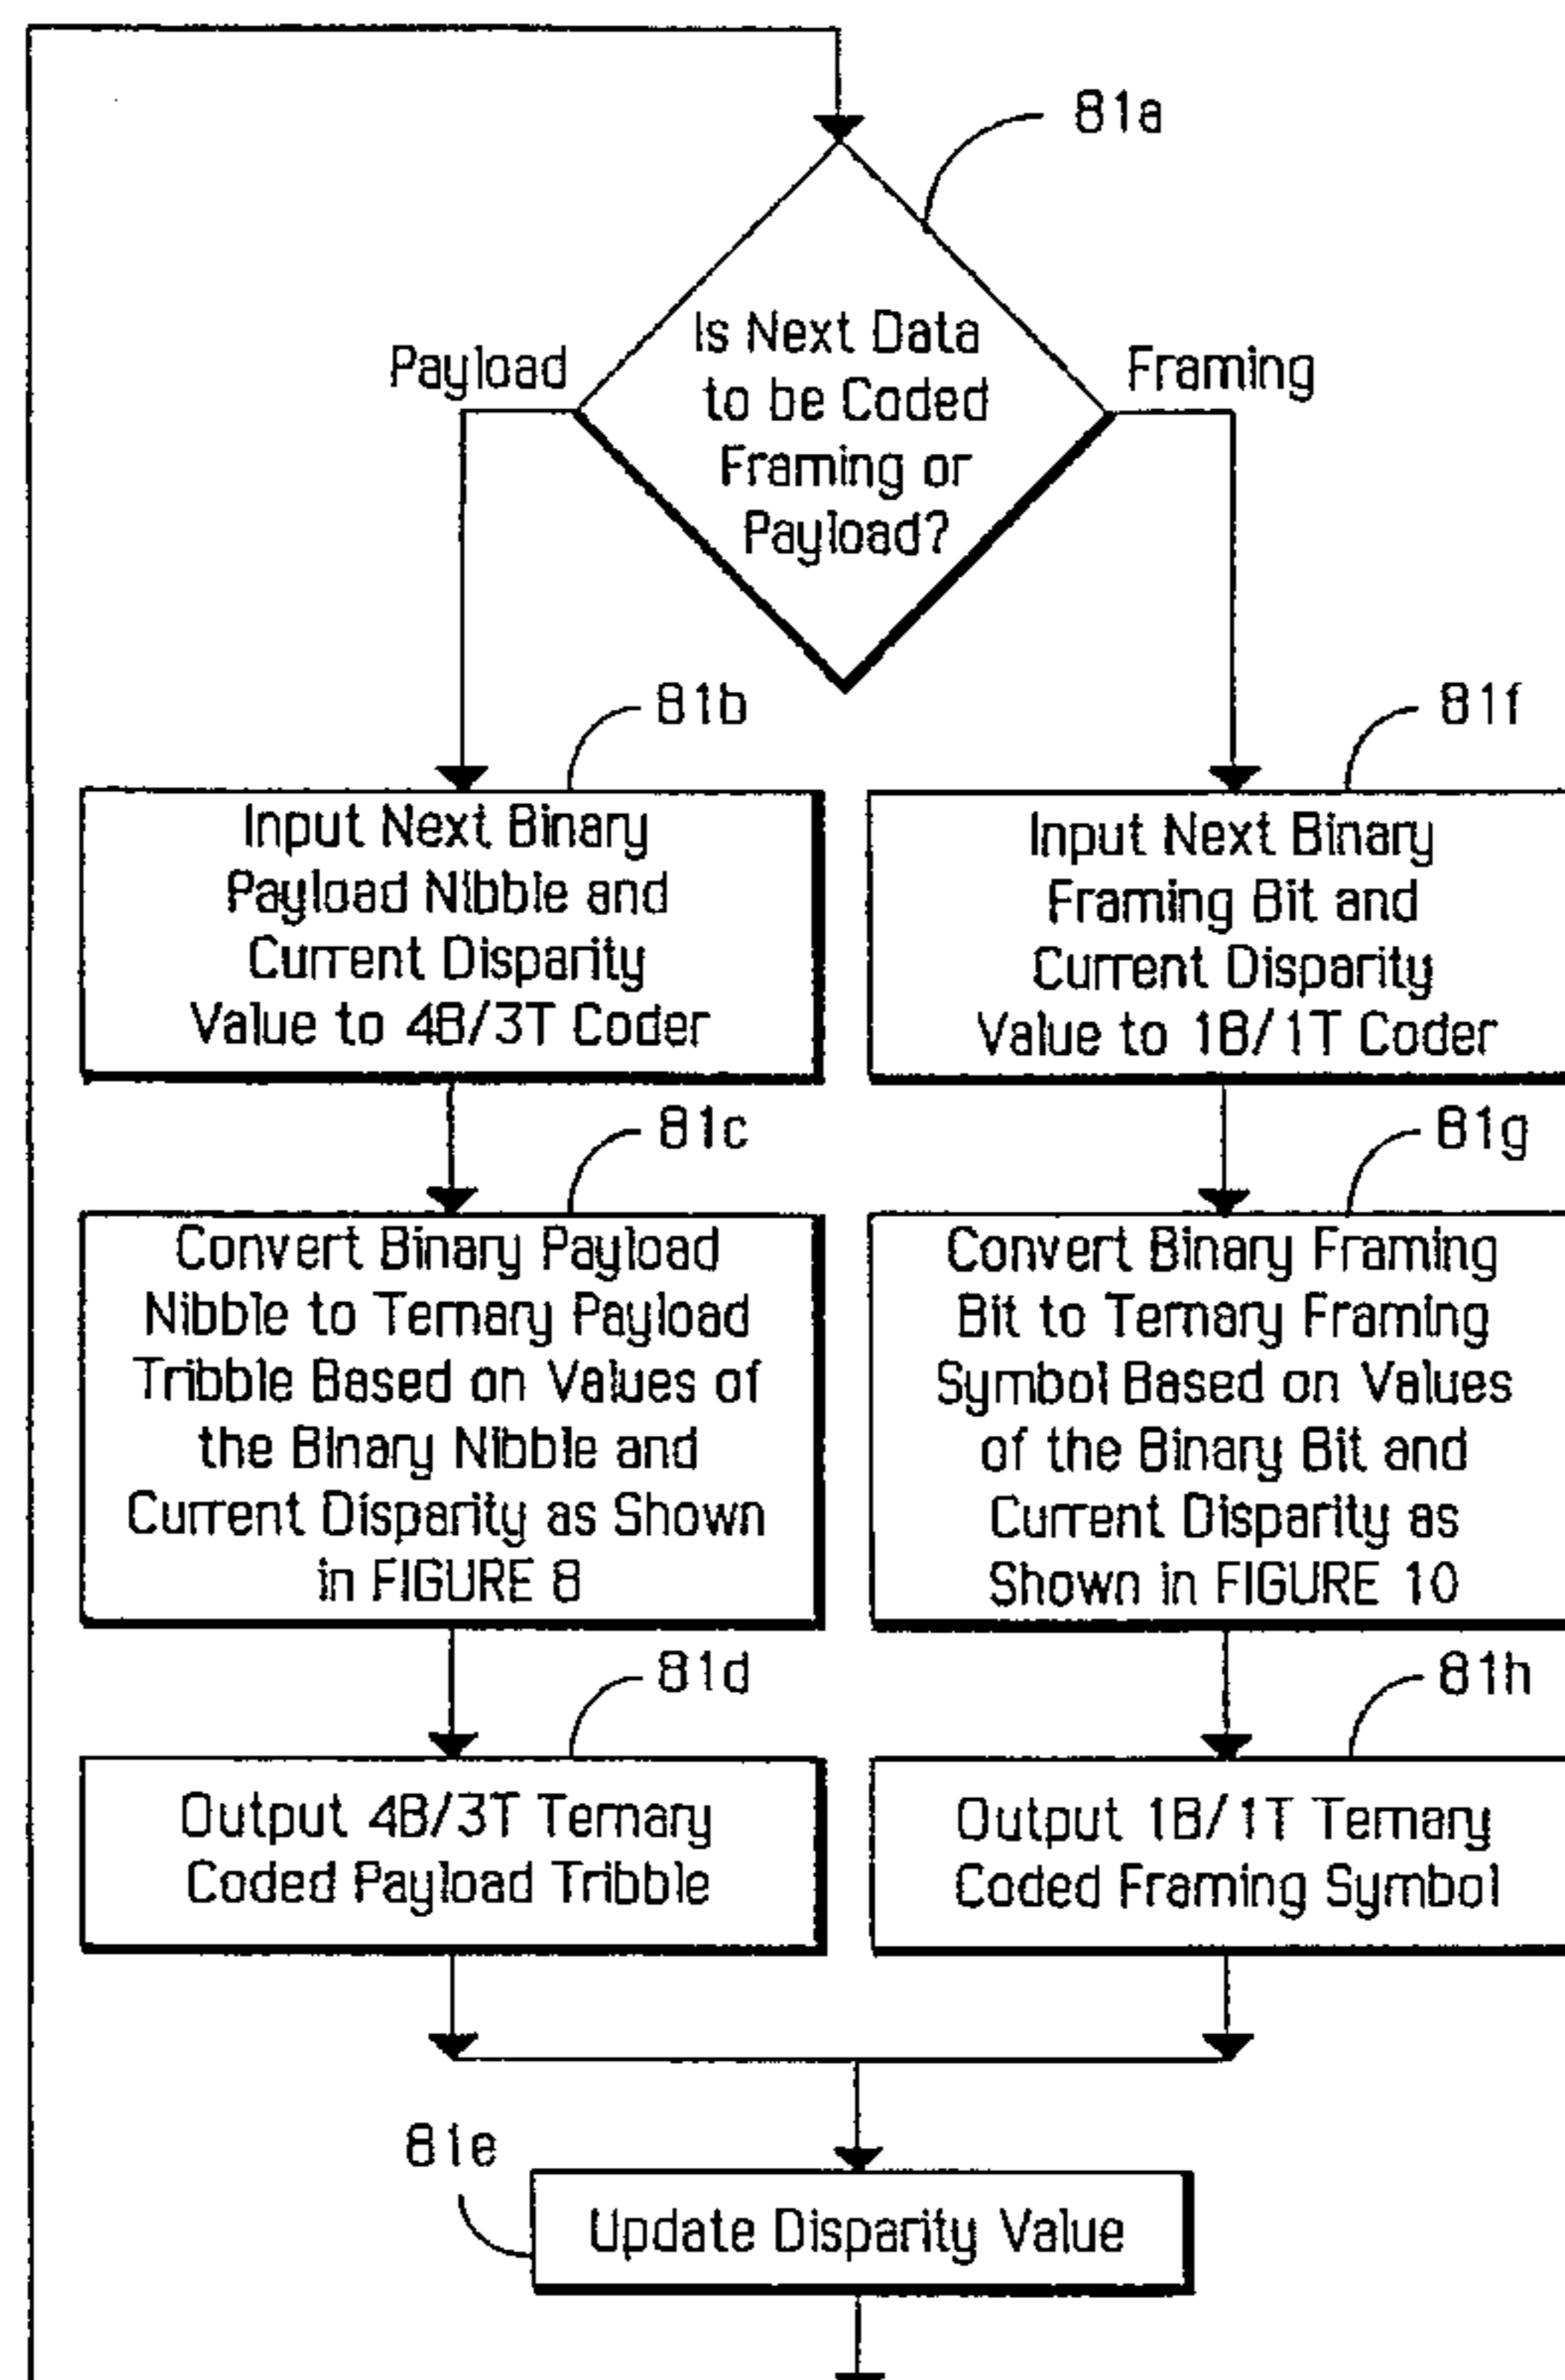 81a
Is Next Data
to be Coded
Framing or
Payload?
Payload
Framing
81b
Input Next Binary
Payload Nibble and
Current Disparity
Value to 4B/3T Coder
81f
Input Next Binary
Framing Bit and
Current Disparity
Value to 1B/1T Coder
81c
Convert Binary Payload
Nibble to Ternary Payload
Tribble Based on Values of
the Binary Nibble and
Current Disparity as Shown
in FIGURE 8
81g
Convert Binary Framing
Bit to Ternary Framing
Symbol Based on Values
of the Binary Bit and
Current Disparity as
Shown in FIGURE 10
81d
Output 4B/3T Ternary
Coded Payload Tribble
81h
Output 1B/1T Ternary
Coded Framing Symbol
81e
Update Disparity Value